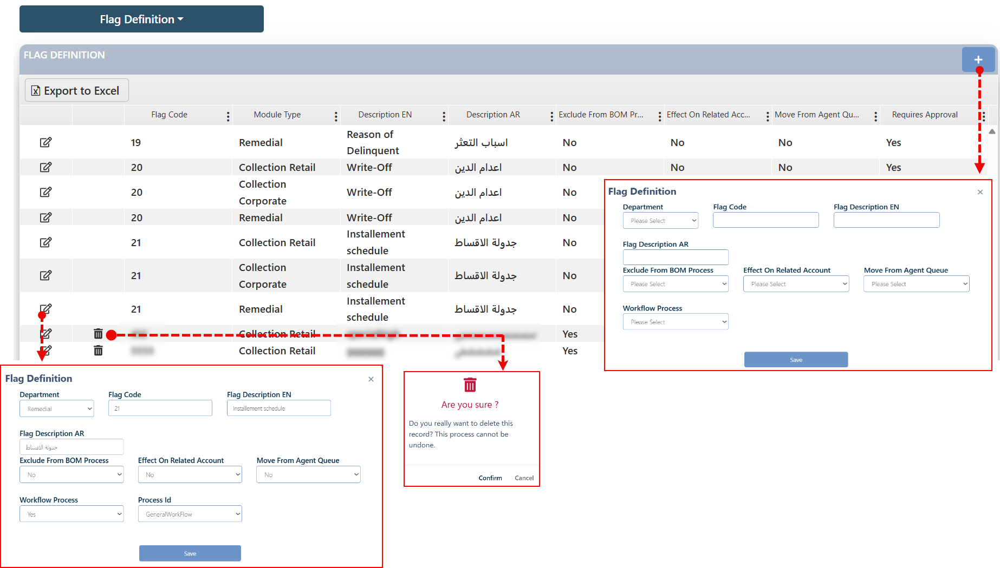 Flag Definition
FLAG DEFINITION
+
Export to Excel
Flag Code Module Type Description EN Description AR Exclude From BOM Pr... Effect On Related Acc... Move From Agent Qu... Requires Approval
19 Remedial Reason of Delinquent اسباب التعثر No No No Yes
20 Collection Retail Write-Off اعدام الدين No No No Yes
20 Collection Corporate Write-Off اعدام الدين No
20 Remedial Write-Off اعدام الدين No
21 Collection Retail Installement schedule جدولة الاقساط No
21 Collection Corporate Installement schedule جدولة الاقساط No
21 Remedial Installement schedule جدولة الاقساط No
Collection Retail Yes
Collection Retail Yes
Flag Definition ×
Department Flag Code Flag Description EN
Please Select
Flag Description AR
Exclude From BOM Process Effect On Related Account Move From Agent Queue
Please Select Please Select Please Select
Workflow Process
Please Select
Save
Flag Definition ×
Department Flag Code Flag Description EN
Remedial 21 Installement schedule
Flag Description AR
جدولة الاقساط
Exclude From BOM Process Effect On Related Account Move From Agent Queue
No No No
Workflow Process Process Id
Yes GeneralWorkFlow
Save
Are you sure ?
Do you really want to delete this
record? This process cannot be
undone.
Confirm Cancel